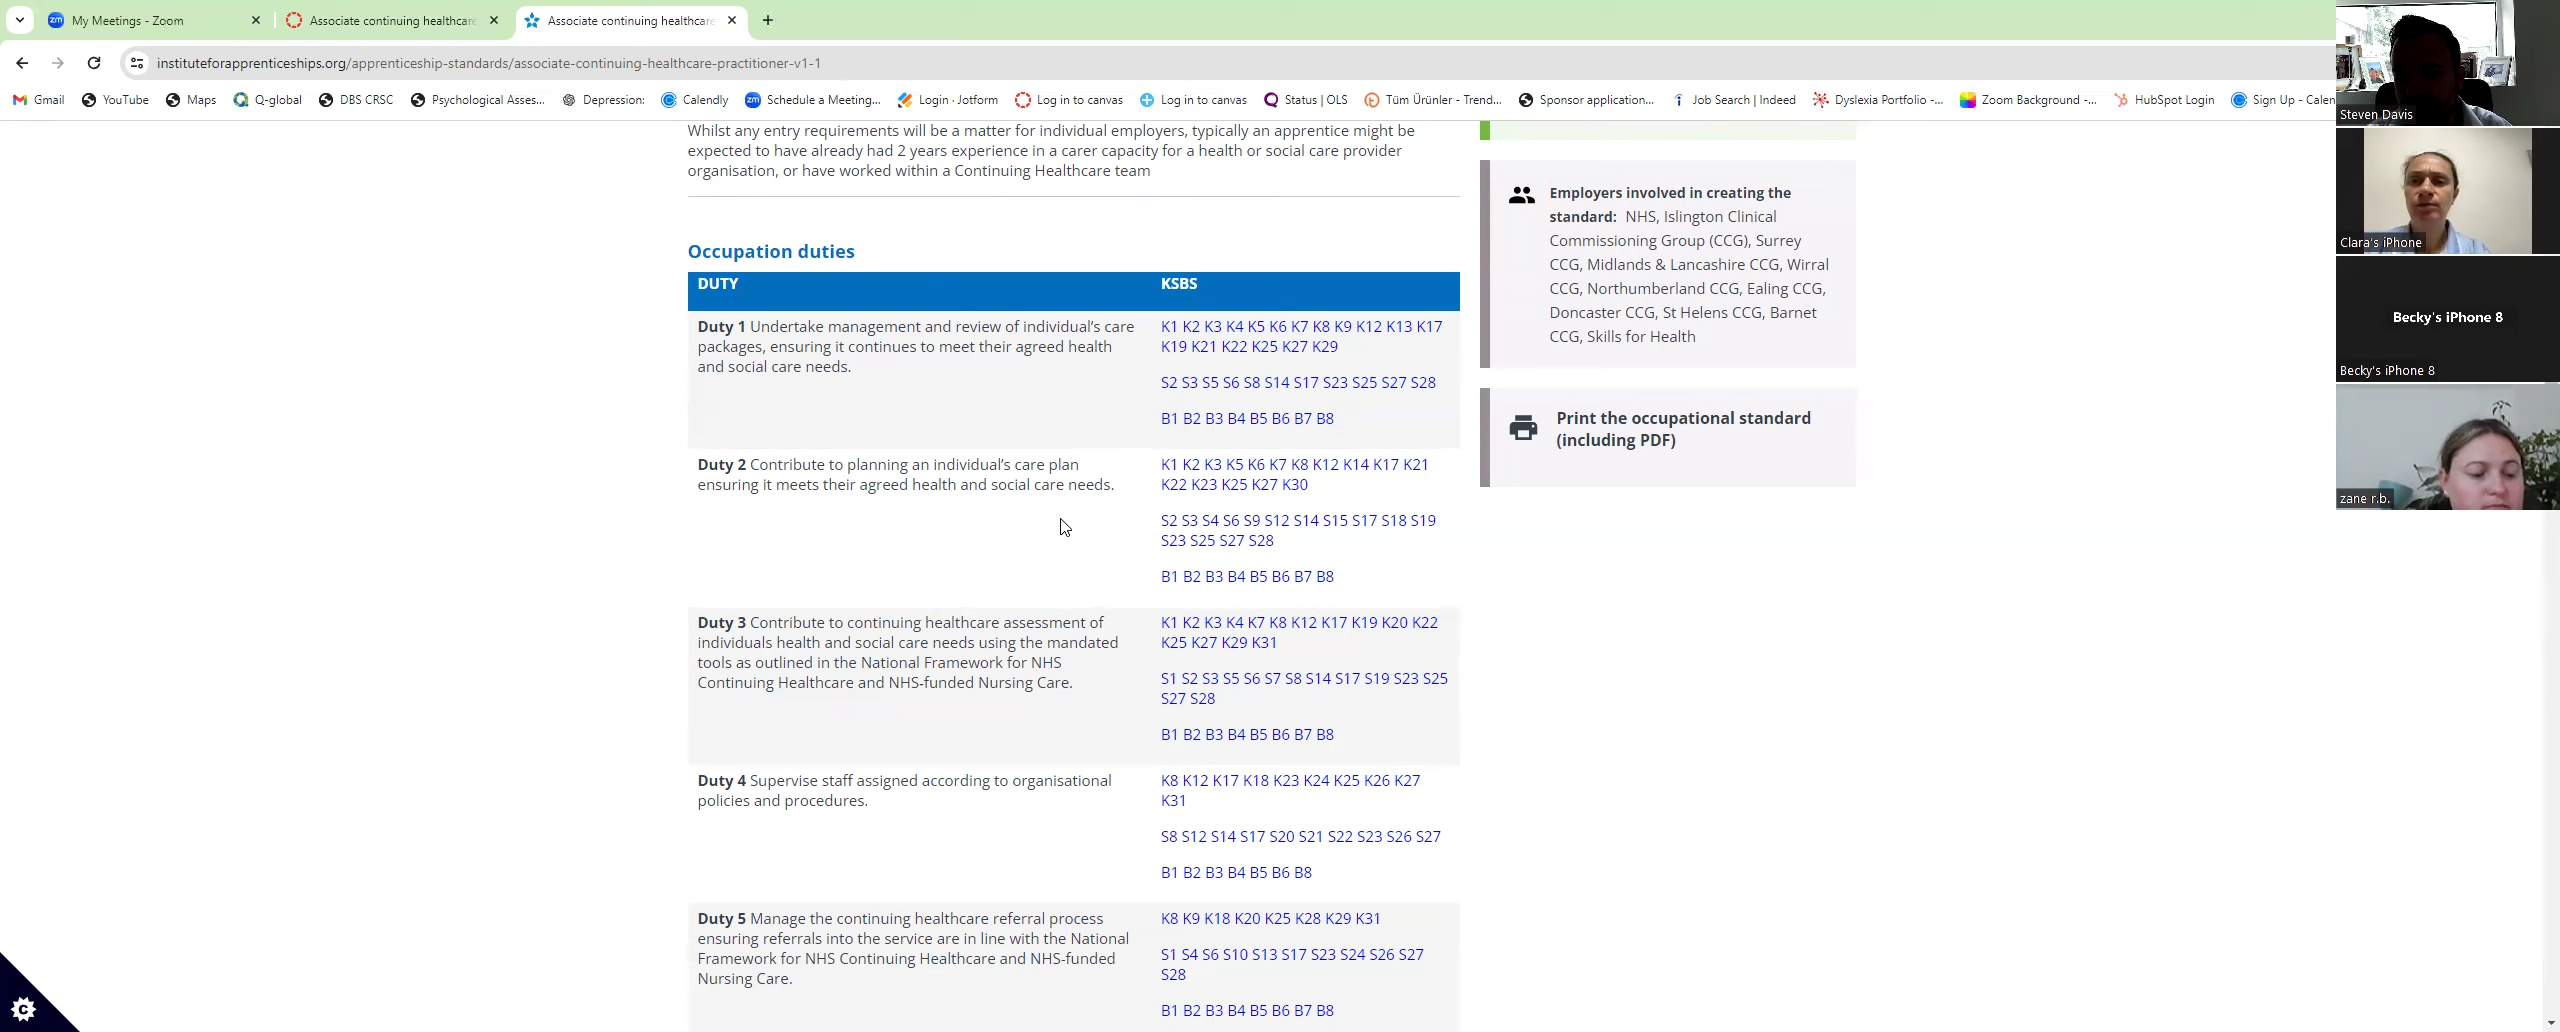 My Meetings - Zoom
Associate continuing healthcare
Associate continuing healthcare
instituteforapprenticeships.org/apprenticeship-standards/associate-continuing-healthcare-practitioner-v1-1
Gmail
YouTube
Maps
Q-global
DBS CRSC
Psychological Asses...
Depression:
Calendly
Schedule a Meeting...
Login · Jotform
Log in to canvas
Log in to canvas
Status | OLS
Tüm Ürünler - Trend...
Sponsor application...
Job Search | Indeed
Dyslexia Portfolio -...
Zoom Background -...
HubSpot Login
Sign Up - Calen
Whilst any entry requirements will be a matter for individual employers, typically an apprentice might be
expected to have already had 2 years experience in a carer capacity for a health or social care provider
organisation, or have worked within a Continuing Healthcare team
Occupation duties
DUTY
KSBS
Duty 1 Undertake management and review of individual's care
packages, ensuring it continues to meet their agreed health
and social care needs.
K1 K2 K3 K4 K5 K6 K7 K8 K9 K12 K13 K17
K19 K21 K22 K25 K27 K29
S2 S3 S5 S6 S8 S14 S17 S23 S25 S27 S28
B1 B2 B3 B4 B5 B6 B7 B8
Duty 2 Contribute to planning an individual's care plan
ensuring it meets their agreed health and social care needs.
K1 K2 K3 K5 K6 K7 K8 K12 K14 K17 K21
K22 K23 K25 K27 K30
S2 S3 S4 S6 S9 S12 S14 S15 S17 S18 S19
S23 S25 S27 S28
B1 B2 B3 B4 B5 B6 B7 B8
Duty 3 Contribute to continuing healthcare assessment of
individuals health and social care needs using the mandated
tools as outlined in the National Framework for NHS
Continuing Healthcare and NHS-funded Nursing Care.
K1 K2 K3 K4 K7 K8 K12 K17 K19 K20 K22
K25 K27 K29 K31
S1 S2 S3 S5 S6 S7 S8 S14 S17 S19 S23 S25
S27 S28
B1 B2 B3 B4 B5 B6 B7 B8
Duty 4 Supervise staff assigned according to organisational
policies and procedures.
K8 K12 K17 K18 K23 K24 K25 K26 K27
K31
S8 S12 S14 S17 S20 S21 S22 S23 S26 S27
B1 B2 B3 B4 B5 B6 B8
Duty 5 Manage the continuing healthcare referral process
ensuring referrals into the service are in line with the National
Framework for NHS Continuing Healthcare and NHS-funded
Nursing Care.
K8 K9 K18 K20 K25 K28 K29 K31
S1 S4 S6 S10 S13 S17 S23 S24 S26 S27
S28
B1 B2 B3 B4 B5 B6 B7 B8
Employers involved in creating the
standard: NHS, Islington Clinical
Commissioning Group (CCG), Surrey
CCG, Midlands & Lancashire CCG, Wirral
CCG, Northumberland CCG, Ealing CCG,
Doncaster CCG, St Helens CCG, Barnet
CCG, Skills for Health
Print the occupational standard
(including PDF)
Steven Davis
Clara's iPhone
Becky's iPhone 8
Becky's iPhone 8
zane r.b.